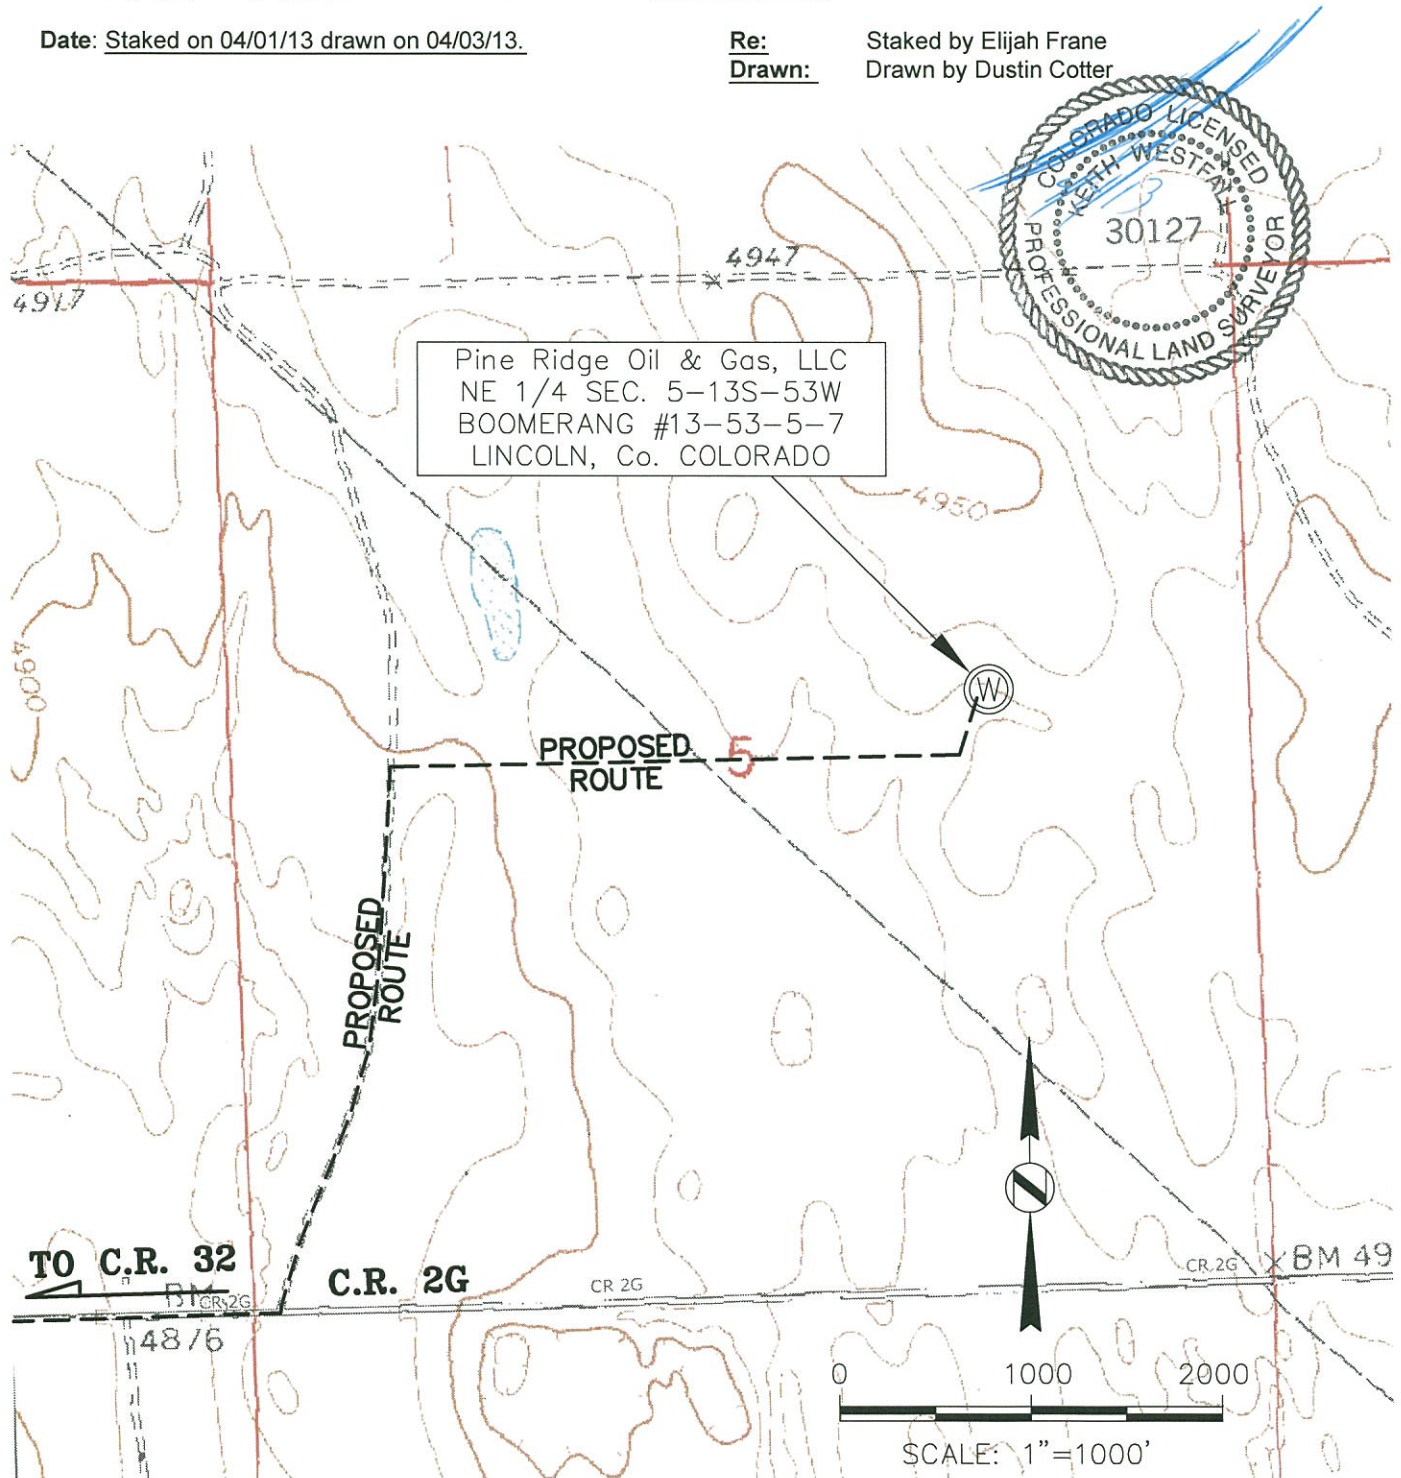 Date: Staked on 04/01/13 drawn on 04/03/13.
Re: Staked by Elijah Frane
Drawn: Drawn by Dustin Cotter
COLORADO LICENSED
KEITH WESTFALL
30127
PROFESSIONAL LAND SURVEYOR
4947
4917
Pine Ridge Oil & Gas, LLC
NE 1/4 SEC. 5-13S-53W
BOOMERANG #13-53-5-7
LINCOLN, Co. COLORADO
4950
W
PROPOSED
ROUTE
5
PROPOSED
ROUTE
N
TO C.R. 32
C.R. 2G
CR 2G
CR 2G
BM 49
BM
CR 2G
4876
0 1000 2000
SCALE: 1"=1000'